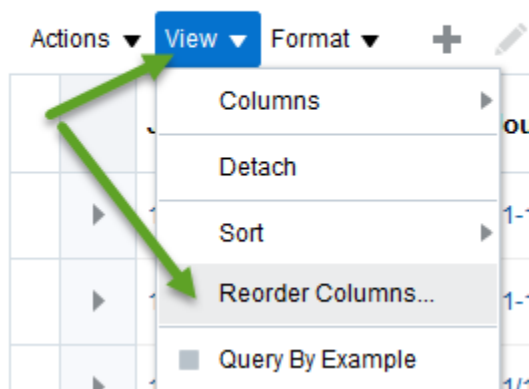 Actions View Format
Columns
Detach
Sort
Reorder Columns...
Query By Example